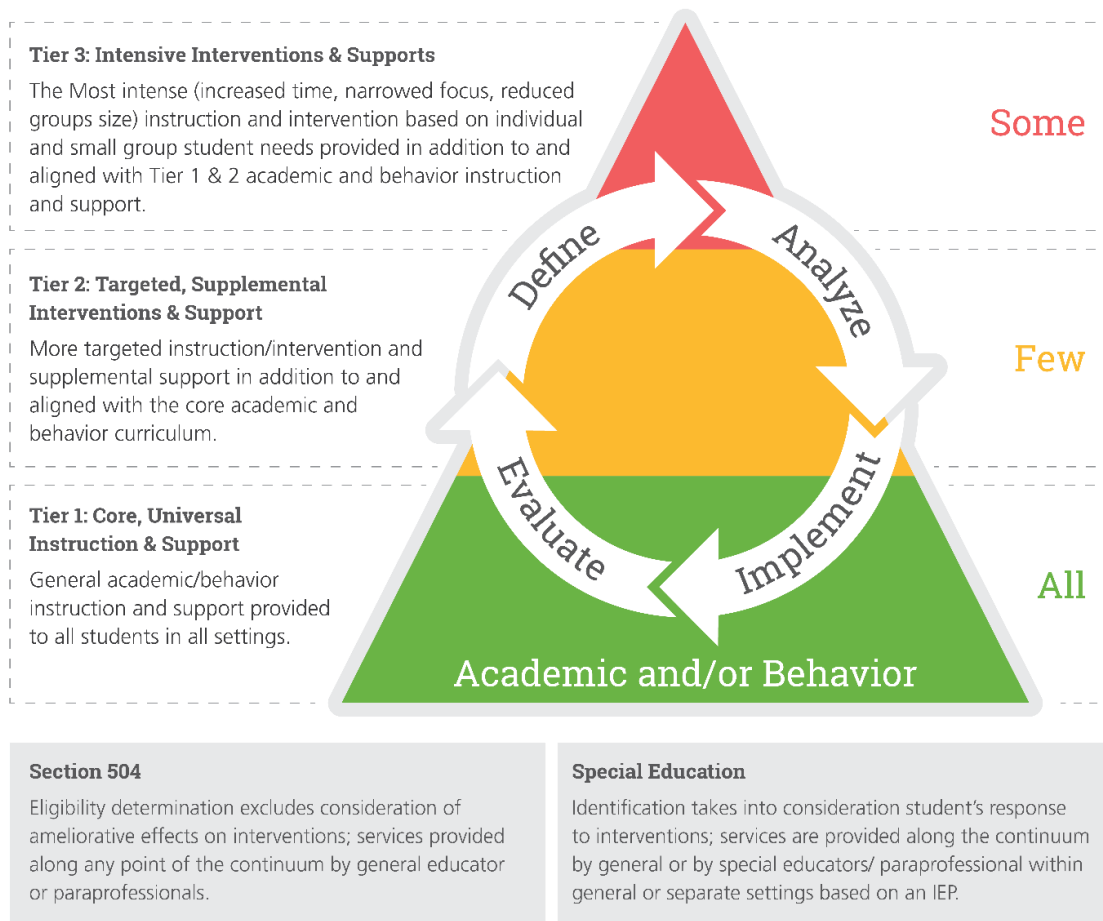 Tier 3: Intensive Interventions & Supports
The Most intense (increased time, narrowed focus, reduced
groups size) instruction and intervention based on individual
and small group student needs provided in addition to and
aligned with Tier 1 & 2 academic and behavior instruction
and support.
Some
Tier 2: Targeted, Supplemental
Interventions & Support
More targeted instruction/intervention and
supplemental support in addition to and
aligned with the core academic and
behavior curriculum.
Few
Tier 1: Core, Universal
Instruction & Support
General academic/behavior
instruction and support provided
to all students in all settings.
All
Define
Analyze
Implement
Evaluate
Academic and/or Behavior
Section 504
Eligibility determination excludes consideration of
ameliorative effects on interventions; services provided
along any point of the continuum by general educator
or paraprofessionals.
Special Education
Identification takes into consideration student’s response
to interventions; services are provided along the continuum
by general or by special educators/ paraprofessional within
general or separate settings based on an IEP.